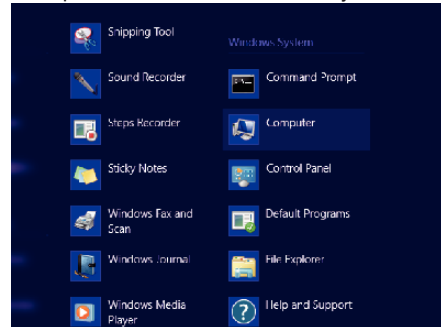 Snipping Tool
Sound Recorder
Steps Recorder
Sticky Notes
Windows Fax and
Scan
Windows Journal
Windows Media
Player
Windows System
Command Prompt
Computer
Control Panel
Default Programs
File Explorer
Help and Support